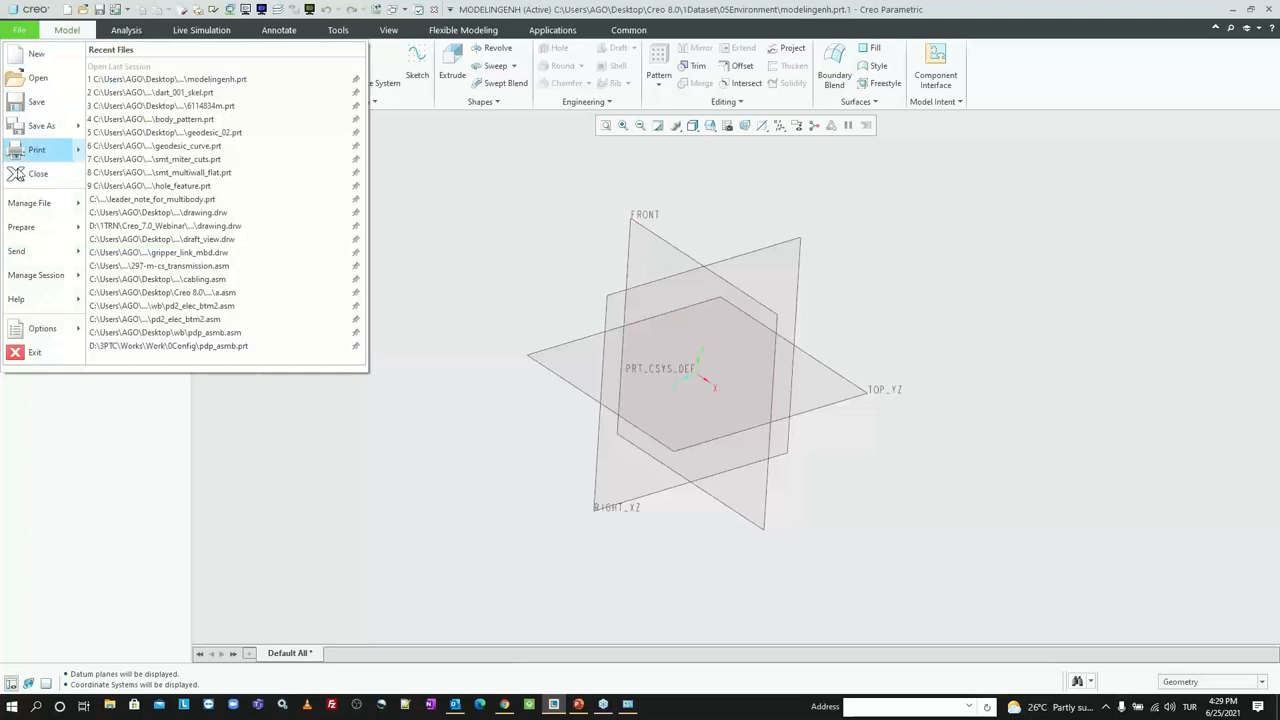 creo
MODELINGENH (Active) C:\Users\AGO\Desktop\Creo 8.0\1Dataset\05Environment\modelingenh.prt.1 - Creo Parametric
File Model Analysis Live Simulation Annotate Tools View Flexible Modeling Applications Common
New
Open
Save
Save As
Print
Close
Manage File
Prepare
Send
Manage Session
Help
Options
Exit
Recent Files
Open Last Session
1 C:\Users\AGO\Desktop\...\modelingenh.prt
2 C:\Users\AGO\...\dart_001_skel.prt
3 C:\Users\AGO\Desktop\...\6114834m.prt
4 C:\Users\AGO\...\body_pattern.prt
5 C:\Users\AGO\Desktop\...\geodesic_02.prt
6 C:\Users\AGO\...\geodesic_curve.prt
7 C:\Users\AGO\...\smt_miter_cuts.prt
8 C:\Users\AGO\...\smt_multiwall_flat.prt
9 C:\Users\AGO\...\hole_feature.prt
C:\...\leader_note_for_multibody.prt
C:\Users\AGO\Desktop\...\drawing.drw
D:\1TRN\Creo_7.0_Webinar\...\drawing.drw
C:\Users\AGO\Desktop\...\draft_view.drw
C:\Users\AGO\...\gripper_link_mbd.drw
C:\Users\...\297-m-cs_transmission.asm
C:\Users\AGO\Desktop\...\cabling.asm
C:\Users\AGO\Desktop\Creo 8.0\...\a.asm
C:\Users\AGO\...\wb\pd2_elec_btm2.asm
C:\Users\AGO\...\pd2_elec_btm2.asm
C:\Users\AGO\Desktop\wb\pdp_asmb.asm
D:\3PTC\Works\Work\0Config\pdp_asmb.prt
te System
Sketch
Extrude
Revolve
Sweep
Swept Blend
Shapes
Hole
Round
Chamfer
Draft
Shell
Rib
Engineering
Pattern
Mirror
Trim
Merge
Extend
Offset
Intersect
Project
Thicken
Solidify
Editing
Boundary
Blend
Fill
Style
Freestyle
Surfaces
Component
Interface
Model Intent
FRONT
PRT_CSYS_DEF
X
TOP_YZ
RIGHT_XZ
Default All *
• Datum planes will be displayed.
• Coordinate Systems will be displayed.
Geometry
Address
26°C Partly su...
TUR
4:29 PM
6/25/2021